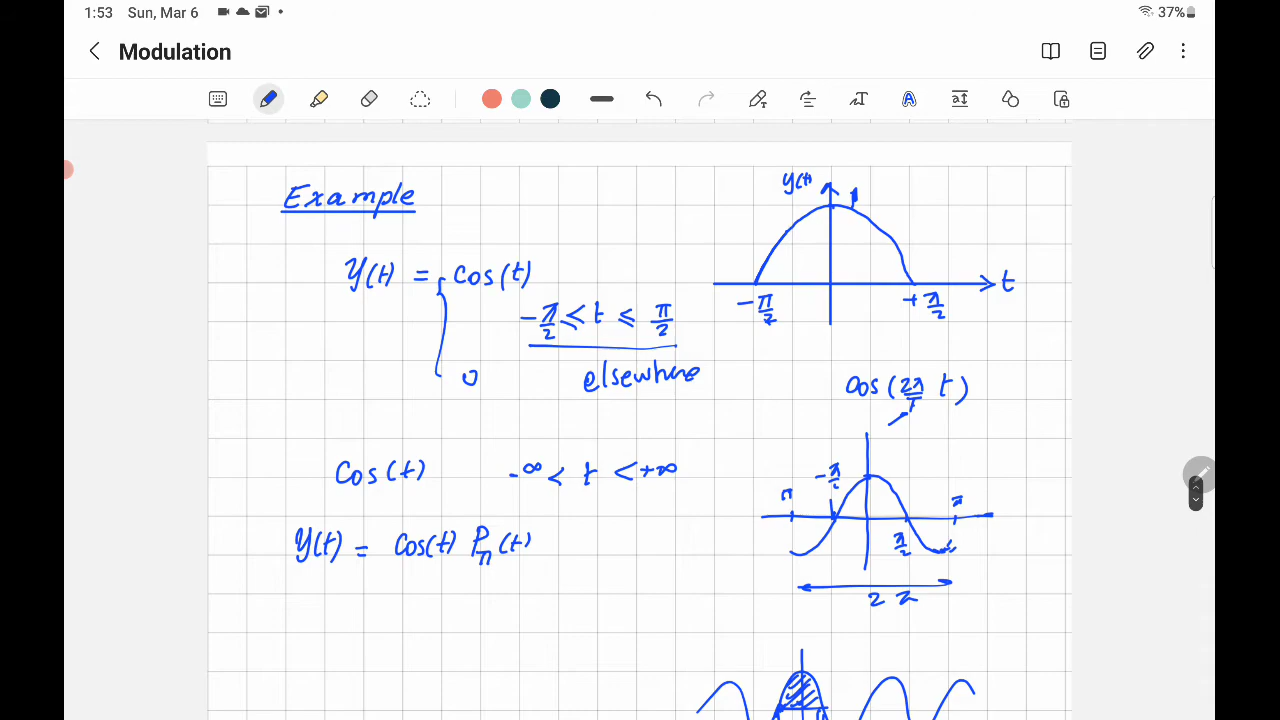 1:53 Sun, Mar 6
37%
Modulation
Example
y(t)
1
y(t) = cos(t)
-π/2 ≤ t ≤ π/2
0 elsewhere
-π/2
+π/2
t
cos(2π/T t)
cos(t) -∞ < t < +∞
-π/2
π
π
π/2
2π
y(t) = cos(t) Pπ(t)